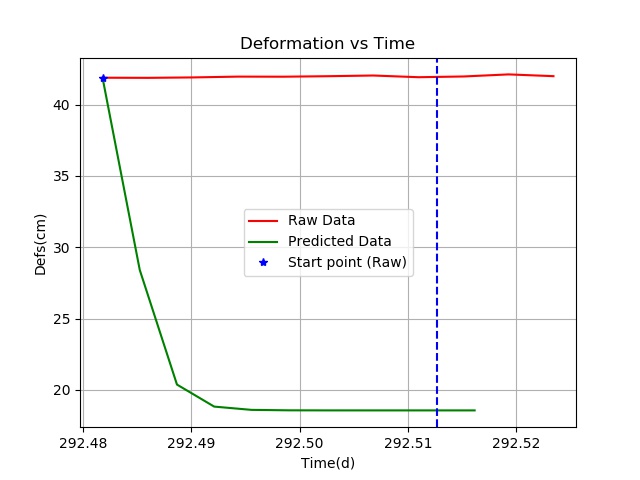 Deformation vs Time
Defs(cm)
40
35
30
25
20
Raw Data
Predicted Data
Start point (Raw)
292.48 292.49 292.50 292.51 292.52
Time(d)